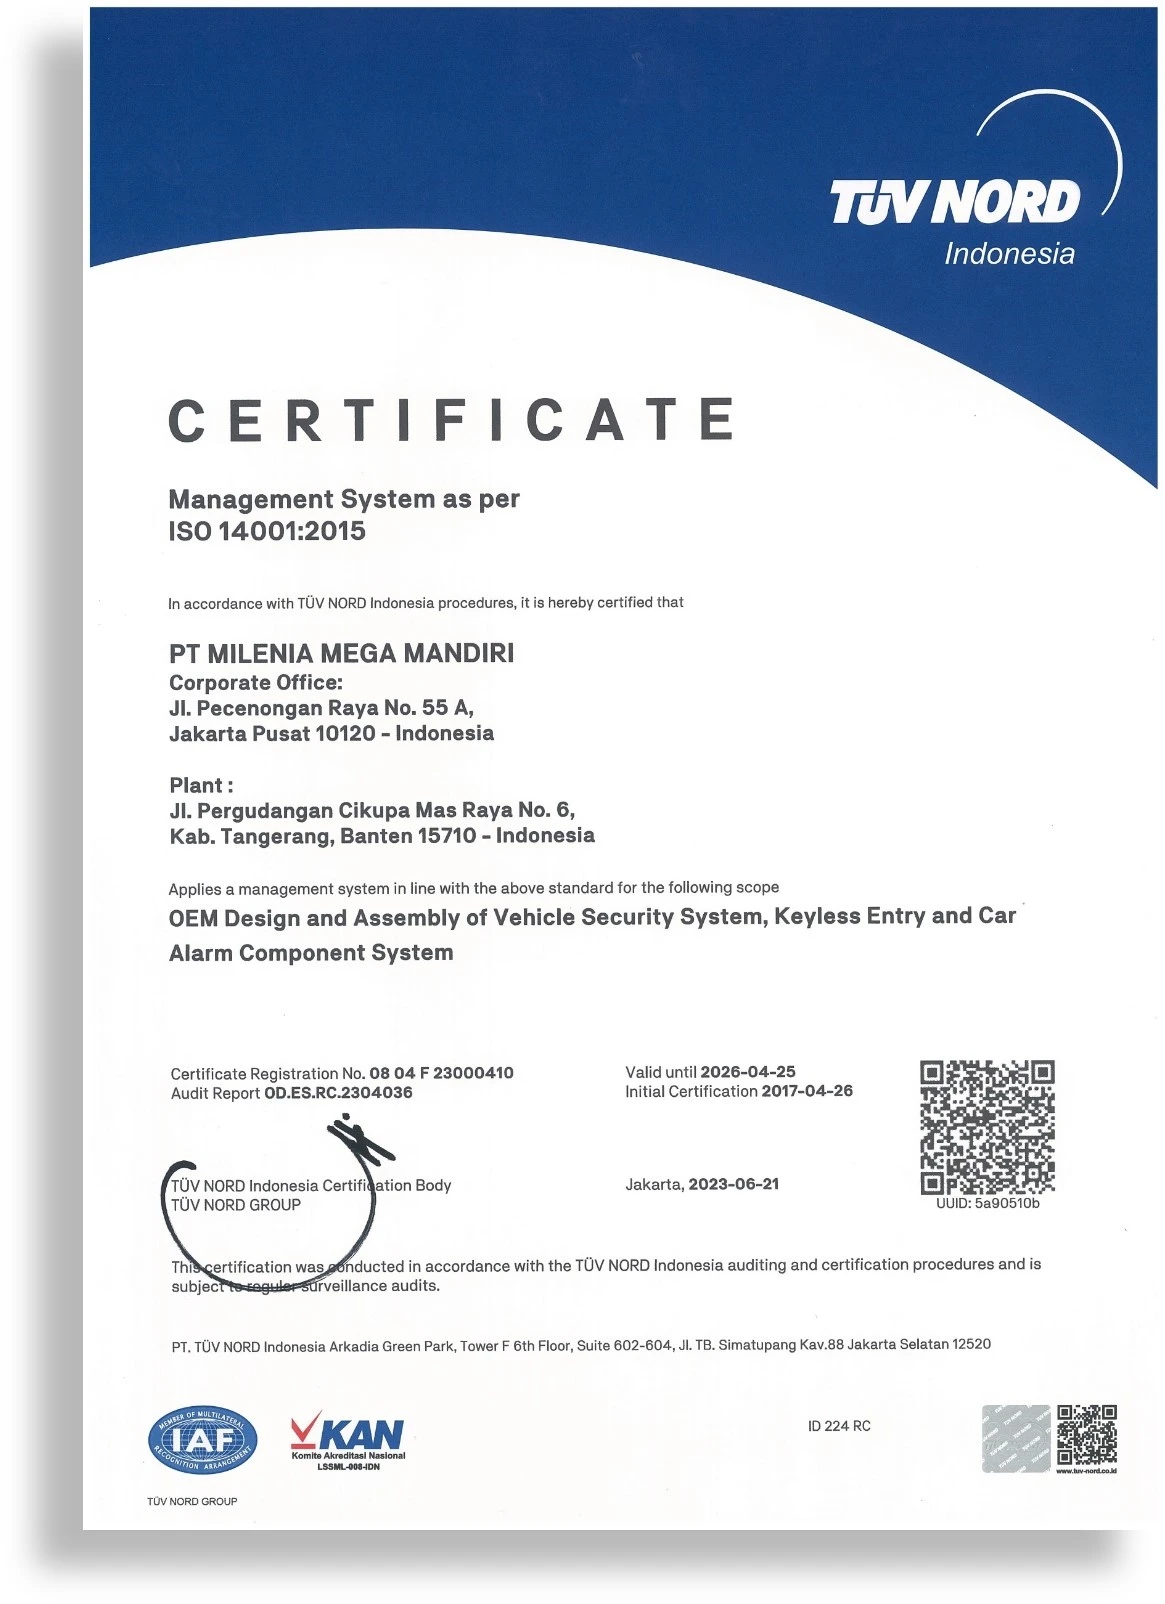 TÜV NORD
Indonesia
CERTIFICATE
Management System as per
ISO 14001:2015
In accordance with TÜV NORD Indonesia procedures, it is hereby certified that
PT MILENIA MEGA MANDIRI
Corporate Office:
Jl. Pecenongan Raya No. 55 A,
Jakarta Pusat 10120 - Indonesia
Plant :
Jl. Pergudangan Cikupa Mas Raya No. 6,
Kab. Tangerang, Banten 15710 - Indonesia
Applies a management system in line with the above standard for the following scope
OEM Design and Assembly of Vehicle Security System, Keyless Entry and Car
Alarm Component System
Certificate Registration No. 08 04 F 23000410
Audit Report OD.ES.RC.2304036
Valid until 2026-04-25
Initial Certification 2017-04-26
TÜV NORD Indonesia Certification Body
TÜV NORD GROUP
Jakarta, 2023-06-21
UUID: 5a90510b
This certification was conducted in accordance with the TÜV NORD Indonesia auditing and certification procedures and is
subject to reguler surveillance audits.
PT. TÜV NORD Indonesia Arkadia Green Park, Tower F 6th Floor, Suite 602-604, Jl. TB. Simatupang Kav.88 Jakarta Selatan 12520
MEMBER OF MULTILATERAL
IAF
RECOGNITION ARRANGEMENT
KAN
Komite Akreditasi Nasional
LSSML-008-IDN
ID 224 RC
TÜV NORD
www.tuv-nord.co.id
TÜV NORD GROUP